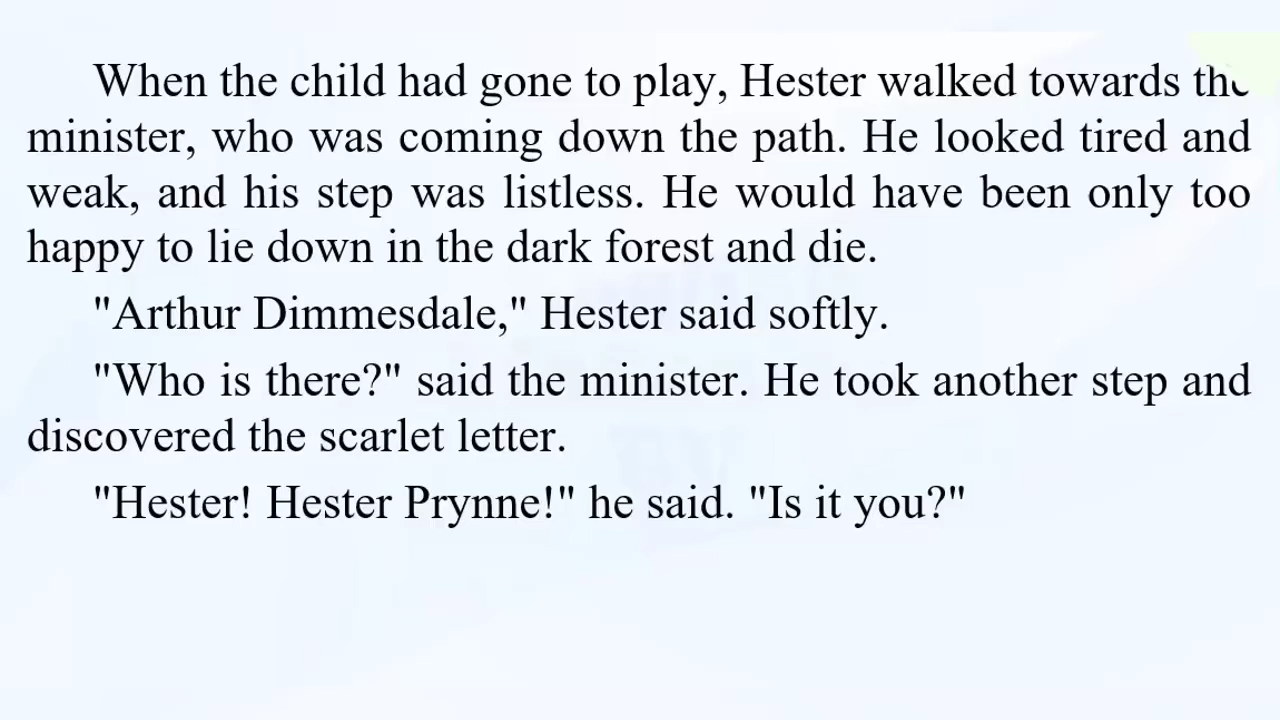 When the child had gone to play, Hester walked towards the
minister, who was coming down the path. He looked tired and
weak, and his step was listless. He would have been only too
happy to lie down in the dark forest and die.
"Arthur Dimmesdale," Hester said softly.
"Who is there?" said the minister. He took another step and
discovered the scarlet letter.
"Hester! Hester Prynne!" he said. "Is it you?"